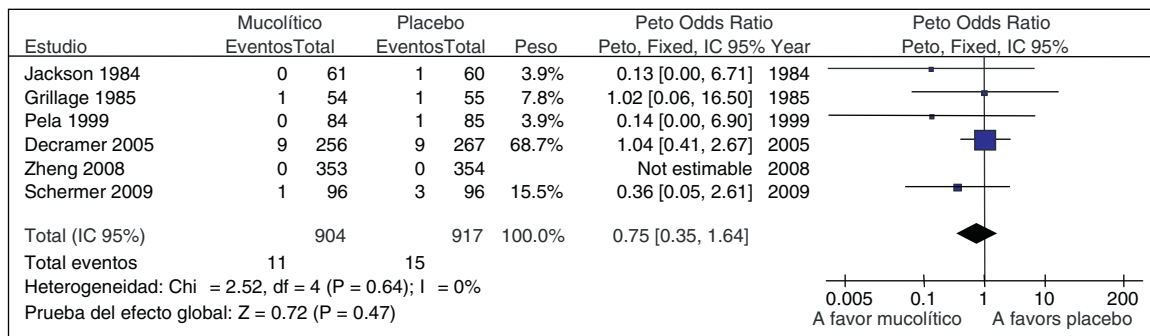 Mucolítico Placebo Peto Odds Ratio Peto Odds Ratio
Estudio EventosTotal EventosTotal Peso Peto, Fixed, IC 95% Year Peto, Fixed, IC 95%
Jackson 1984 0 61 1 60 3.9% 0.13 [0.00, 6.71] 1984
Grillage 1985 1 54 1 55 7.8% 1.02 [0.06, 16.50] 1985
Pela 1999 0 84 1 85 3.9% 0.14 [0.00, 6.90] 1999
Decramer 2005 9 256 9 267 68.7% 1.04 [0.41, 2.67] 2005
Zheng 2008 0 353 0 354 Not estimable 2008
Schermer 2009 1 96 3 96 15.5% 0.36 [0.05, 2.61] 2009
Total (IC 95%) 904 917 100.0% 0.75 [0.35, 1.64]
Total eventos 11 15
Heterogeneidad: Chi = 2.52, df = 4 (P = 0.64); I = 0%
Prueba del efecto global: Z = 0.72 (P = 0.47)
0.005 0.1 1 10 200
A favor mucolítico A favors placebo